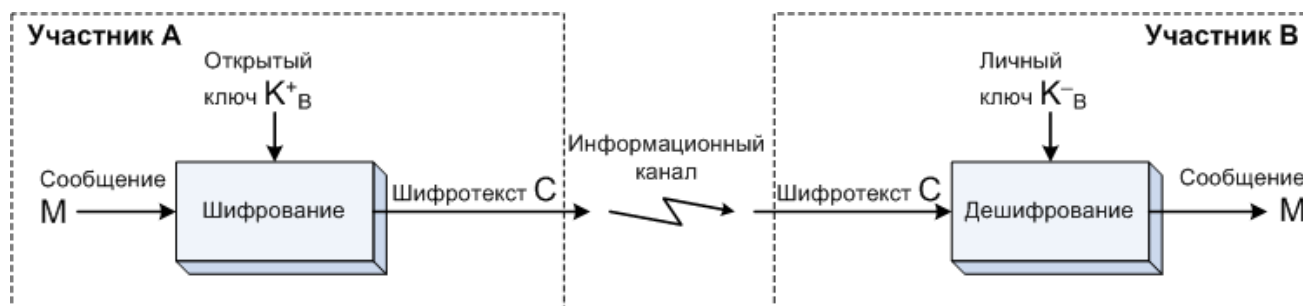 Участник A
Открытый
ключ K⁺B
Сообщение
M
Шифрование
Шифротекст C
Информационный
канал
Участник B
Личный
ключ K⁻B
Шифротекст C
Дешифрование
Сообщение
M